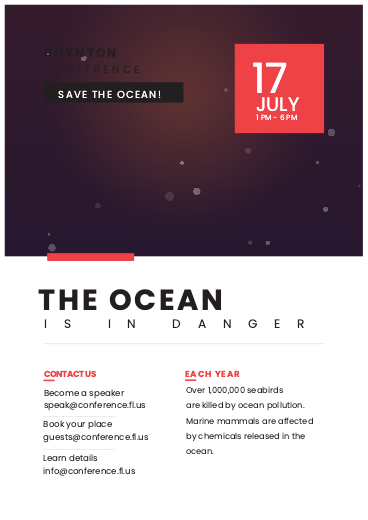 BOYNTON
CONFERENCE
SAVE THE OCEAN!
17
JULY
1 PM - 6 PM
THE OCEAN
IS IN DANGER
CONTACT US
Become a speaker
speak@conference.fl.us
Book your place
guests@conference.fl.us
Learn details
info@conference.fl.us
EACH YEAR
Over 1,000,000 seabirds
are killed by ocean pollution.
Marine mammals are affected
by chemicals released in the
ocean.